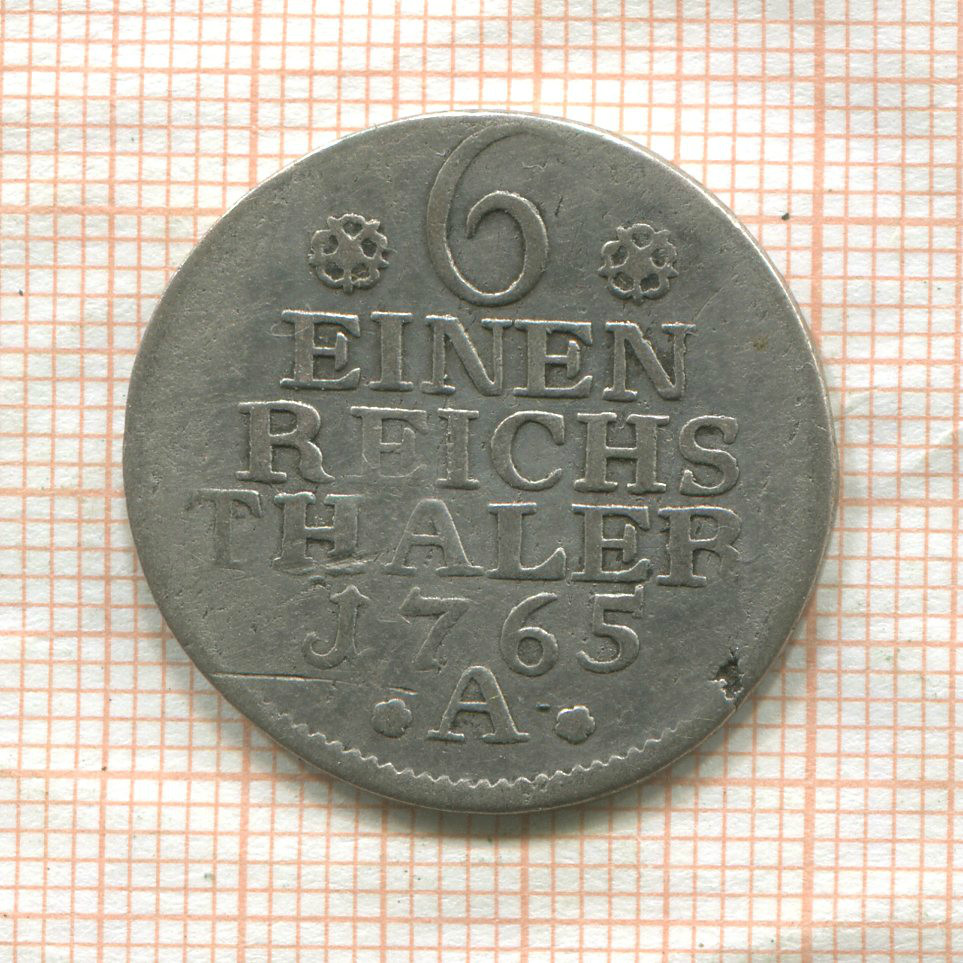 6
EINEN
REICHS
THALER
1765
A